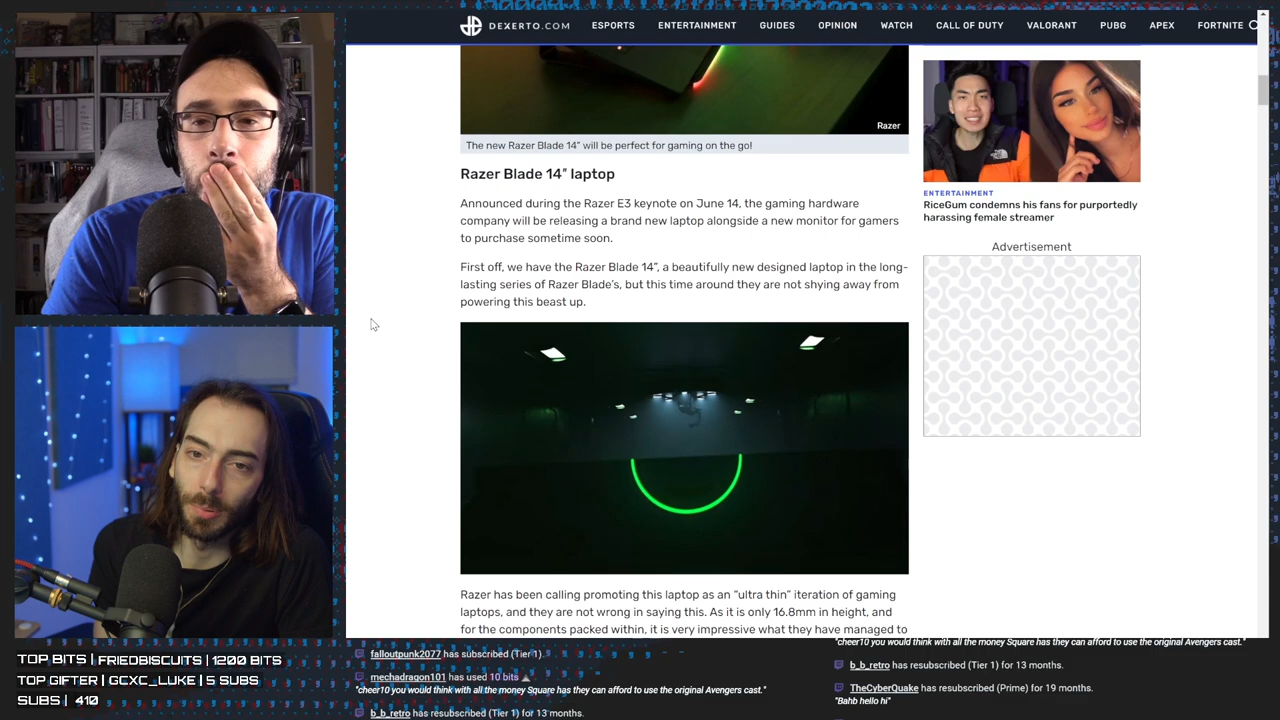 DEXERTO.COM
ESPORTS
ENTERTAINMENT
GUIDES
OPINION
WATCH
CALL OF DUTY
VALORANT
PUBG
APEX
FORTNITE
Razer
The new Razer Blade 14" will be perfect for gaming on the go!
Razer Blade 14" laptop
Announced during the Razer E3 keynote on June 14, the gaming hardware
company will be releasing a brand new laptop alongside a new monitor for gamers
to purchase sometime soon.
First off, we have the Razer Blade 14", a beautifully new designed laptop in the long-
lasting series of Razer Blade's, but this time around they are not shying away from
powering this beast up.
Razer has been calling promoting this laptop as an "ultra thin" iteration of gaming
laptops, and they are not wrong in saying this. As it is only 16.8mm in height, and
for the components packed within, it is very impressive what they have managed to
ENTERTAINMENT
RiceGum condemns his fans for purportedly
harassing female streamer
Advertisement
TOP BITS | FRIEDBISCUITS | 1200 BITS
TOP GIFTER | GCXC_LUKE | 5 SUBS
SUBS | 410
falloutpunk2077 has subscribed (Tier 1).
mechadragon101 has used 10 bits
"cheer10 you would think with all the money Square has they can afford to use the original Avengers cast."
b_b_retro has resubscribed (Tier 1) for 13 months.
"cheer10 you would think with all the money Square has they can afford to use the original Avengers cast."
b_b_retro has resubscribed (Tier 1) for 13 months.
TheCyberQuake has resubscribed (Prime) for 19 months.
"Bahb hello hi"